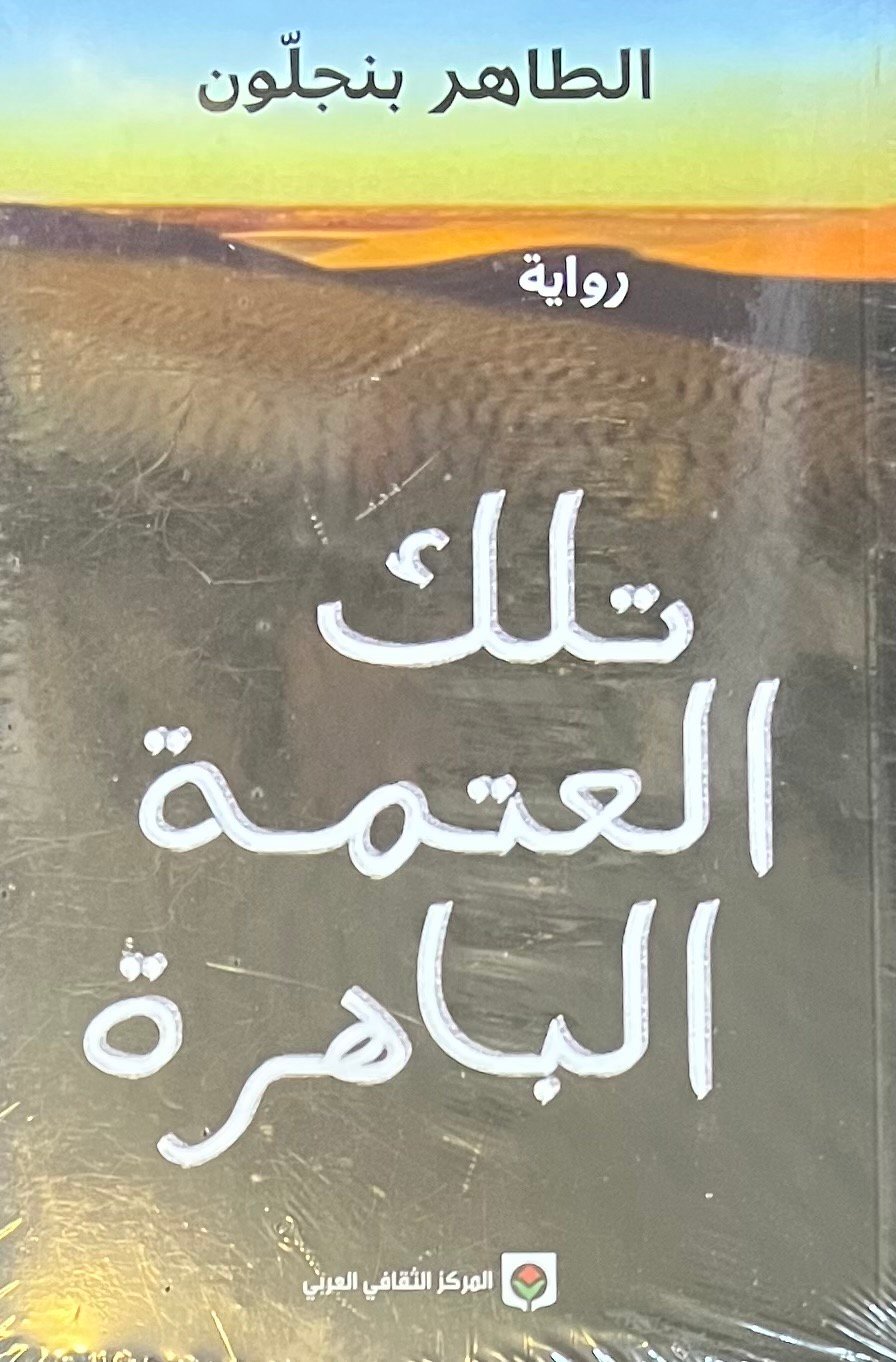 الطاهر بنجلّون
رواية
تلك
العتمة
الباهرة
المركز الثقافي العربي